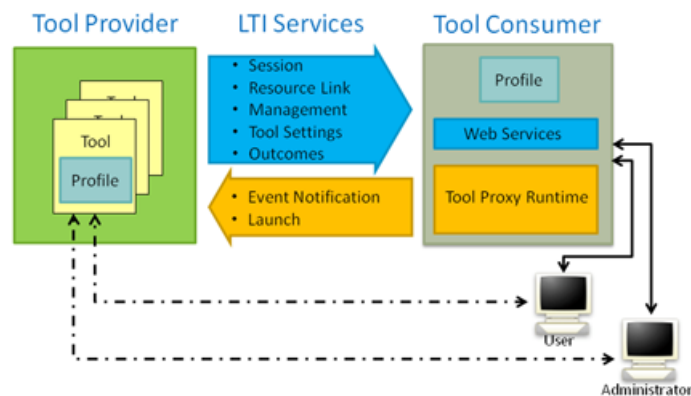 Tool Provider
LTI Services
Tool Consumer
Tool
Profile
• Session
• Resource Link
• Management
• Tool Settings
• Outcomes
• Event Notification
• Launch
Profile
Web Services
Tool Proxy Runtime
User
Administrator